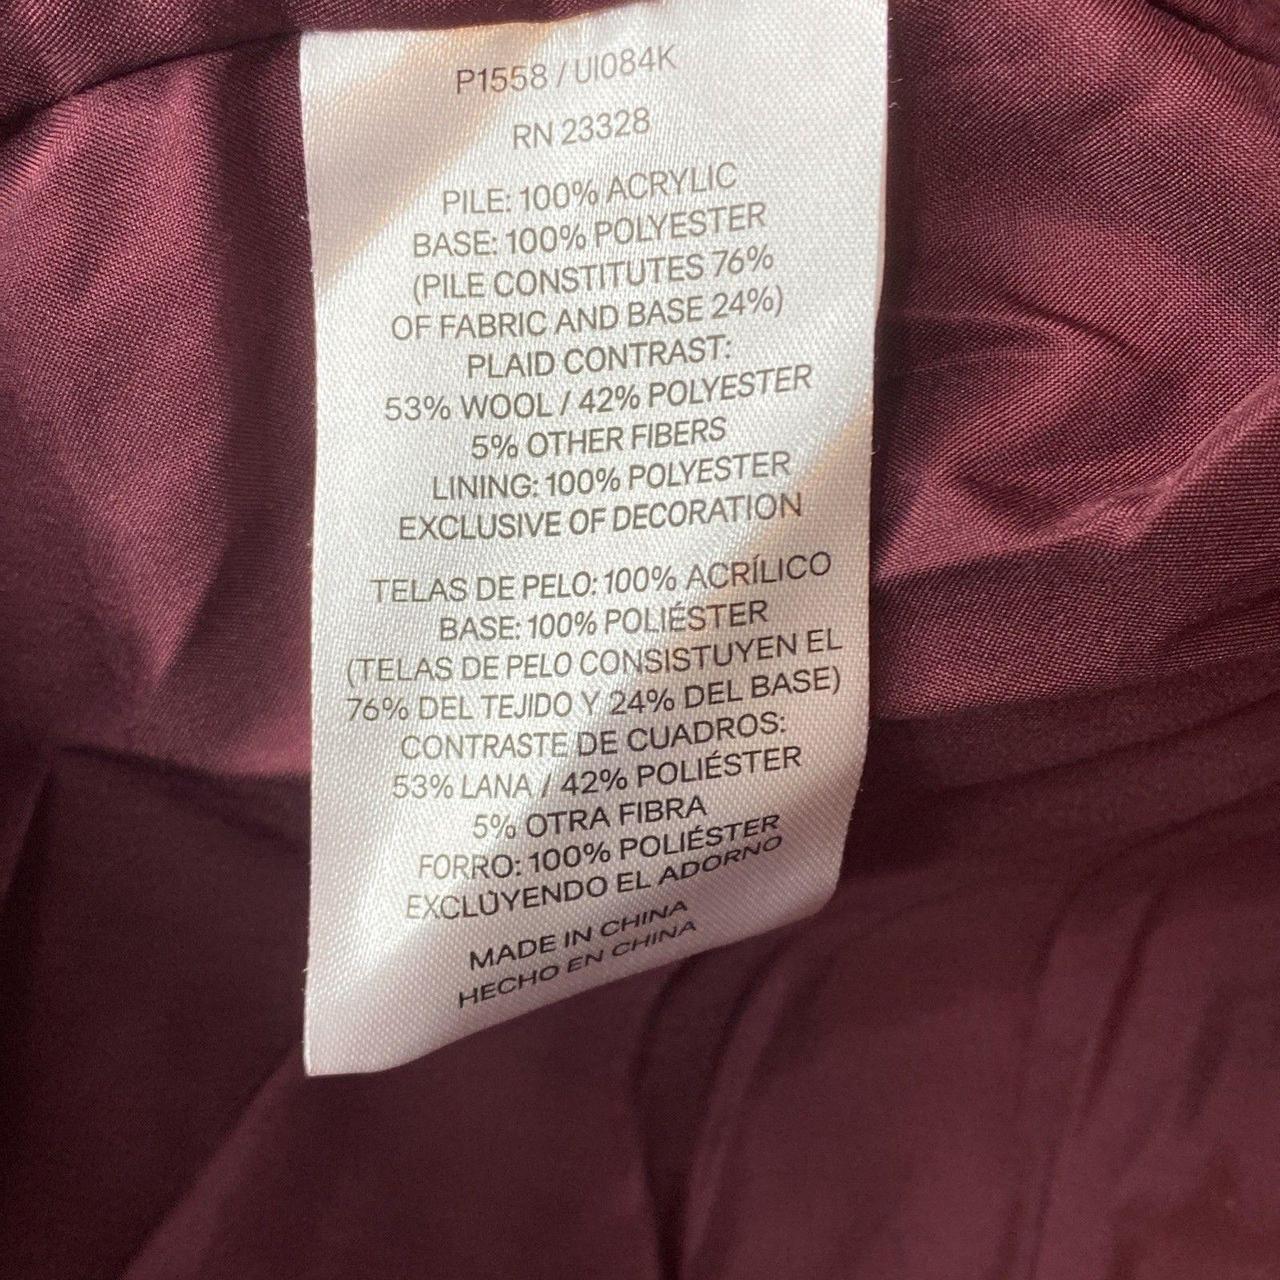 P1558 / UI084K
RN 23328
PILE: 100% ACRYLIC
BASE: 100% POLYESTER
(PILE CONSTITUTES 76%
OF FABRIC AND BASE 24%)
PLAID CONTRAST:
53% WOOL / 42% POLYESTER
5% OTHER FIBERS
LINING: 100% POLYESTER
EXCLUSIVE OF DECORATION
TELAS DE PELO: 100% ACRÍLICO
BASE: 100% POLIÉSTER
(TELAS DE PELO CONSISTUYEN EL
76% DEL TEJIDO Y 24% DEL BASE)
CONTRASTE DE CUADROS:
53% LANA / 42% POLIÉSTER
5% OTRA FIBRA
FORRO: 100% POLIÉSTER
EXCLÙYENDO EL ADORNO
MADE IN CHINA
HECHO EN CHINA